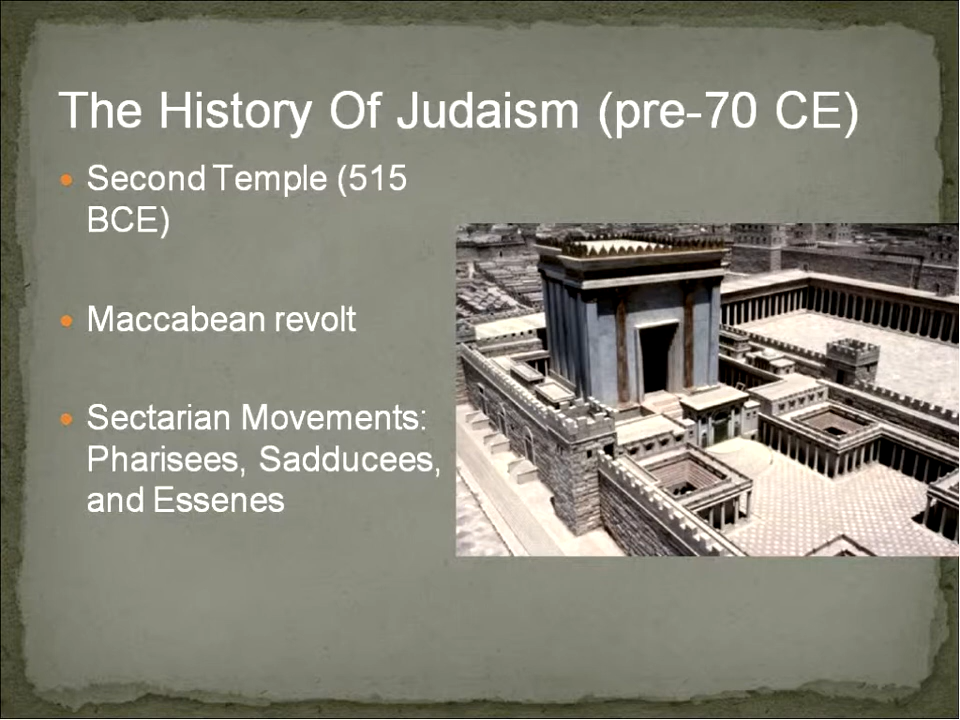 The History Of Judaism (pre-70 CE)
• Second Temple (515
BCE)
• Maccabean revolt
• Sectarian Movements:
Pharisees, Sadducees,
and Essenes